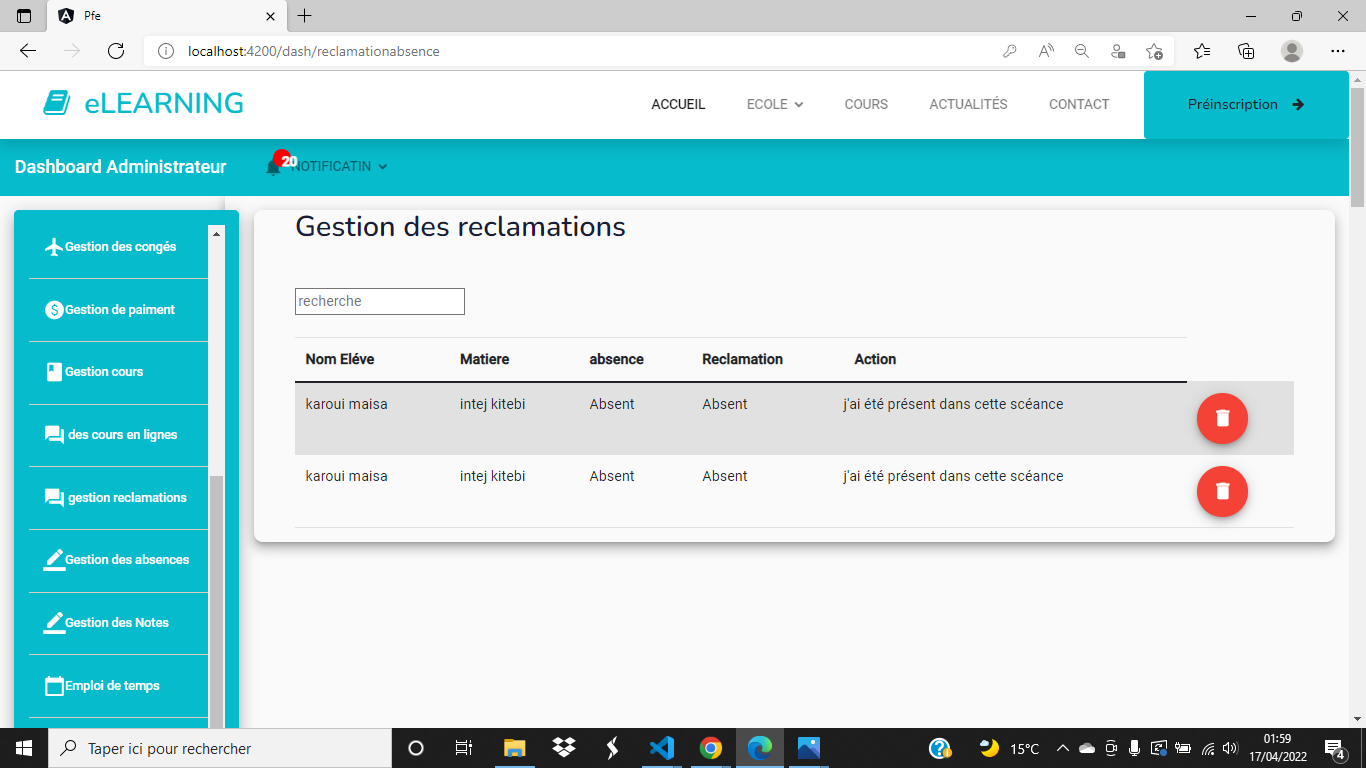 Pfe
localhost:4200/dash/reclamationabsence
eLEARNING
ACCUEIL
ECOLE
COURS
ACTUALITÉS
CONTACT
Préinscription
Dashboard Administrateur
20
NOTIFICATIN
Gestion des congés
Gestion de paiment
Gestion cours
des cours en lignes
gestion reclamations
Gestion des absences
Gestion des Notes
Emploi de temps
Gestion des reclamations
recherche
Nom Eléve Matiere absence Reclamation Action
karoui maisa intej kitebi Absent Absent j'ai été présent dans cette scéance
karoui maisa intej kitebi Absent Absent j'ai été présent dans cette scéance
Taper ici pour rechercher
15°C
01:59
17/04/2022
4